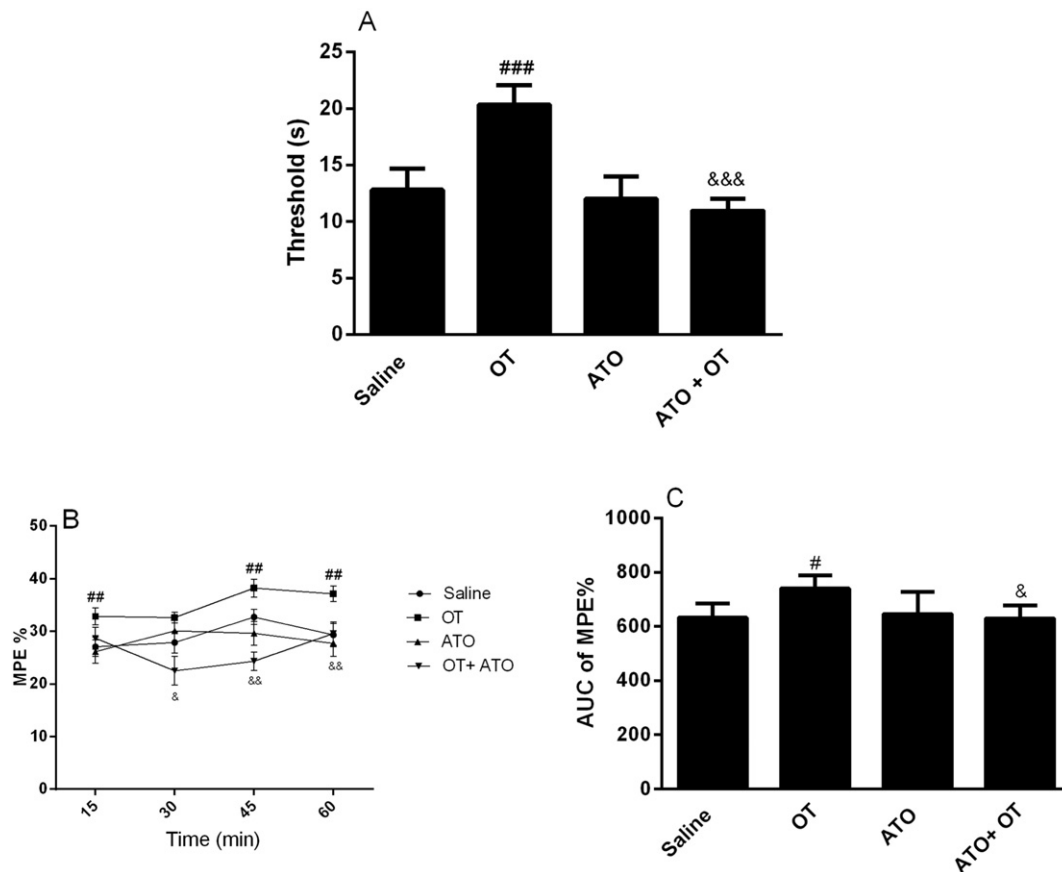 A
Threshold (s)
25
20
15
10
5
0
###
&&&
Saline
OT
ATO
ATO + OT
B
MPE %
50
40
30
20
10
0
##
##
##
&
&&
&&
15
30
45
60
Time (min)
Saline
OT
ATO
OT+ ATO
C
AUC of MPE%
1000
800
600
400
200
0
#
&
Saline
OT
ATO
ATO+ OT